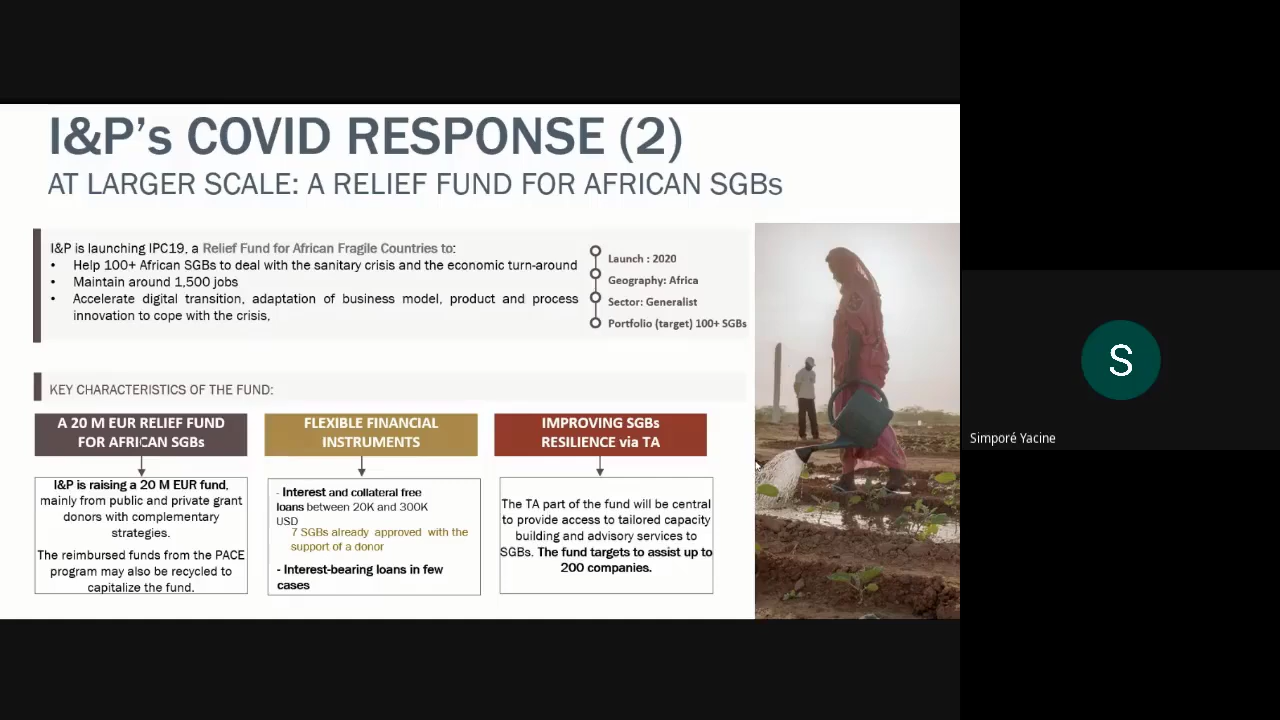 I&P's COVID RESPONSE (2)
AT LARGER SCALE: A RELIEF FUND FOR AFRICAN SGBs
I&P is launching IPC19, a Relief Fund for African Fragile Countries to:
• Help 100+ African SGBs to deal with the sanitary crisis and the economic turn-around
• Maintain around 1,500 jobs
• Accelerate digital transition, adaptation of business model, product and process
innovation to cope with the crisis,
Launch : 2020
Geography: Africa
Sector: Generalist
Portfolio (target) 100+ SGBs
KEY CHARACTERISTICS OF THE FUND:
A 20 M EUR RELIEF FUND
FOR AFRICAN SGBs
I&P is raising a 20 M EUR fund,
mainly from public and private grant
donors with complementary
strategies.
The reimbursed funds from the PACE
program may also be recycled to
capitalize the fund.
FLEXIBLE FINANCIAL
INSTRUMENTS
- Interest and collateral free
loans between 20K and 300K
USD
7 SGBs already approved with the
support of a donor
- Interest-bearing loans in few
cases
IMPROVING SGBs
RESILIENCE via TA
The TA part of the fund will be central
to provide access to tailored capacity
building and advisory services to
SGBs. The fund targets to assist up to
200 companies.
S
Simporé Yacine